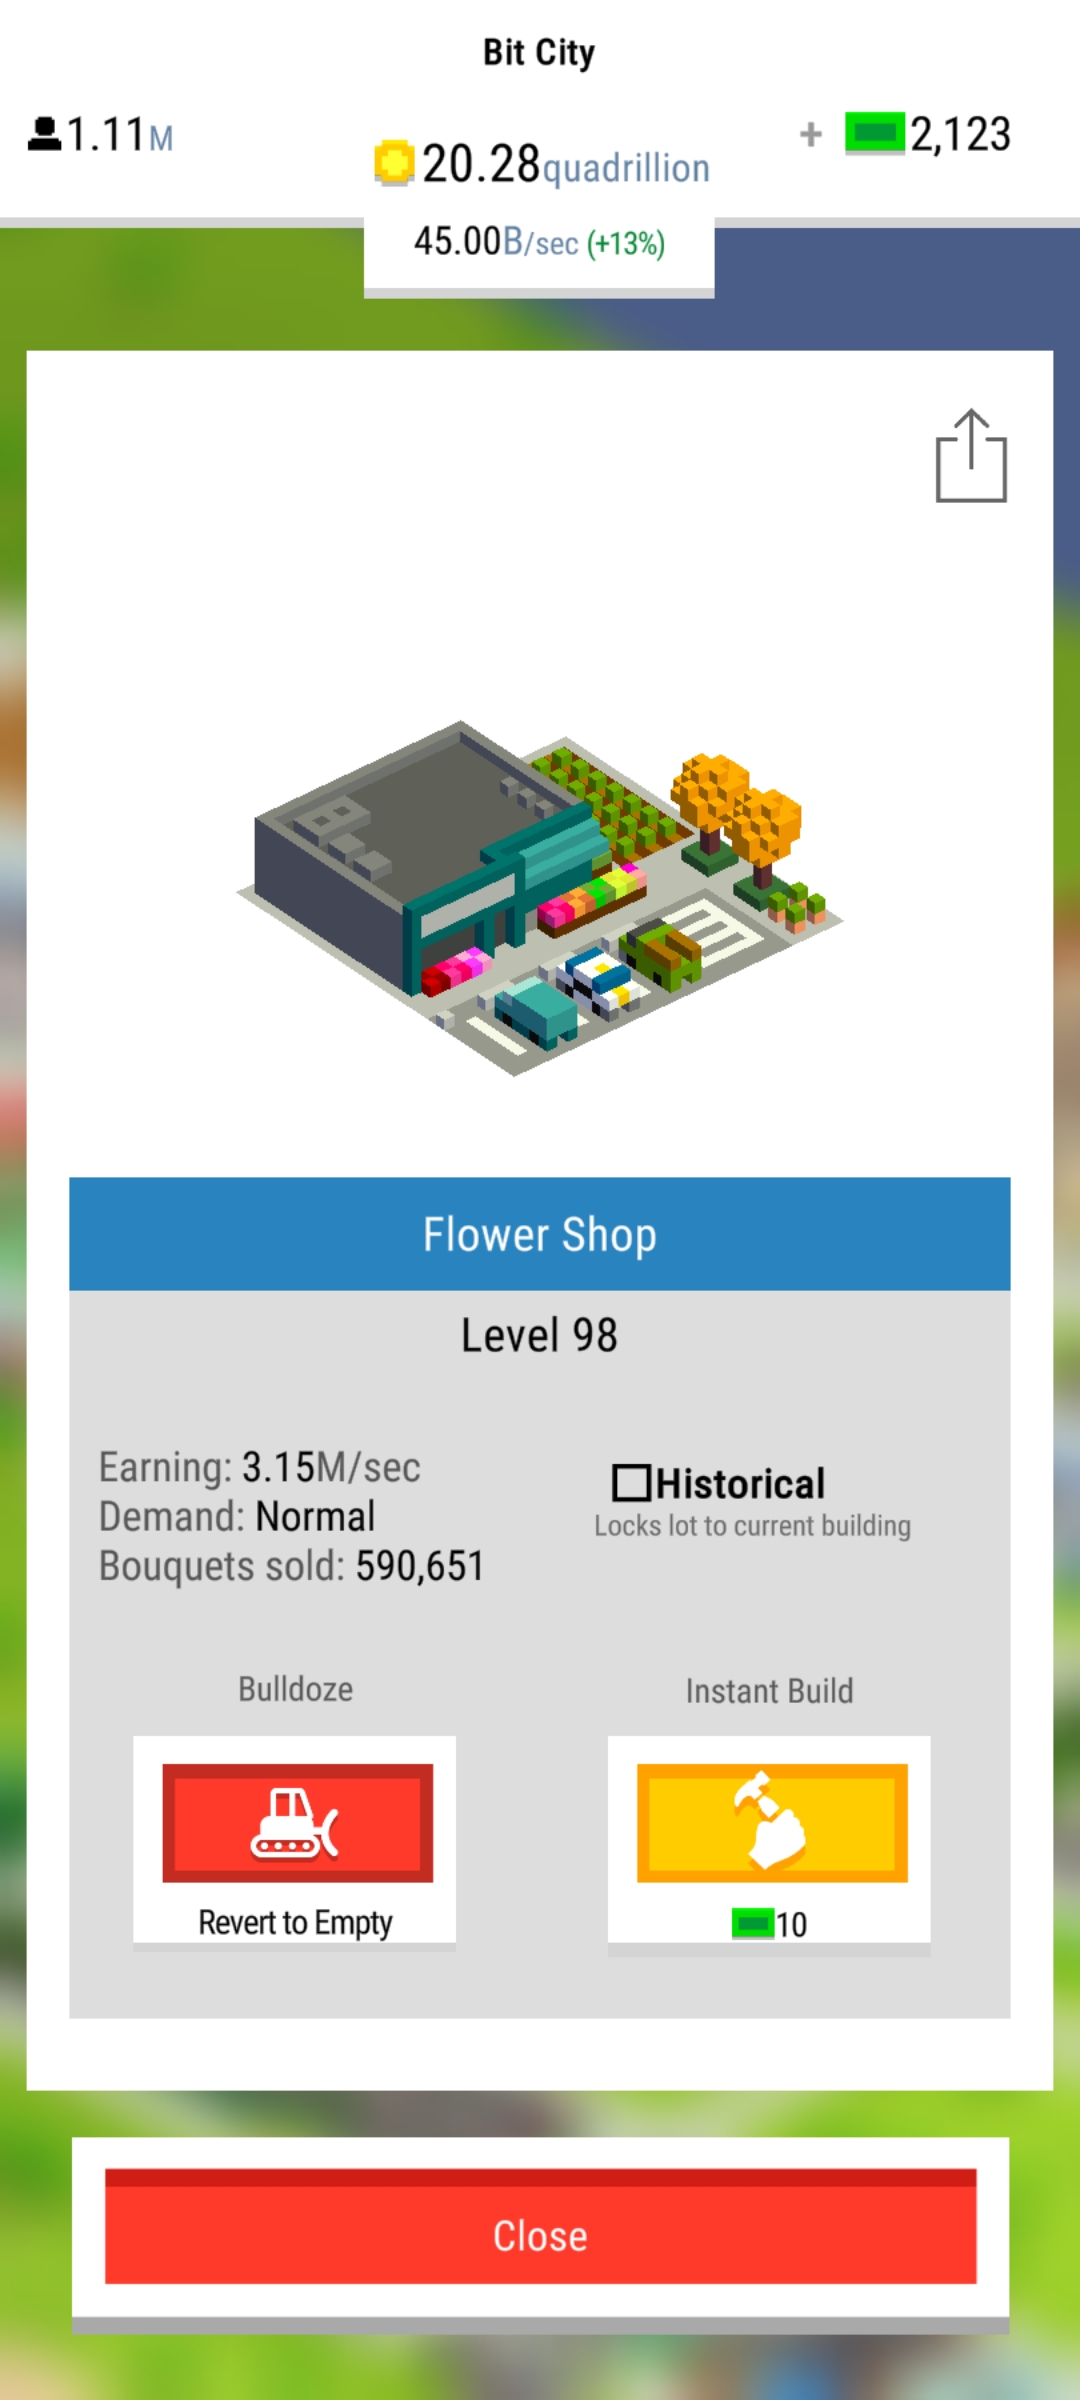 Bit City
1.11M
20.28quadrillion
+ 2,123
45.00B/sec (+13%)
Flower Shop
Level 98
Earning: 3.15M/sec
Demand: Normal
Bouquets sold: 590,651
Historical
Locks lot to current building
Bulldoze
Instant Build
Revert to Empty
10
Close